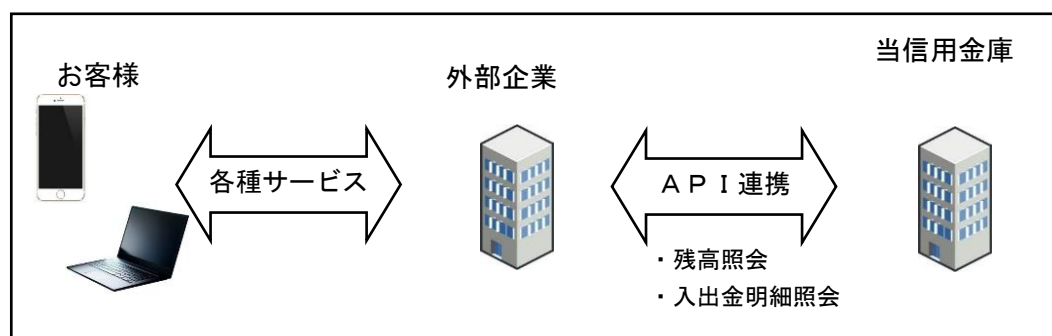 当信用金庫
お客様
外部企業
各種サービス
ＡＰＩ連携
・残高照会
・入出金明細照会